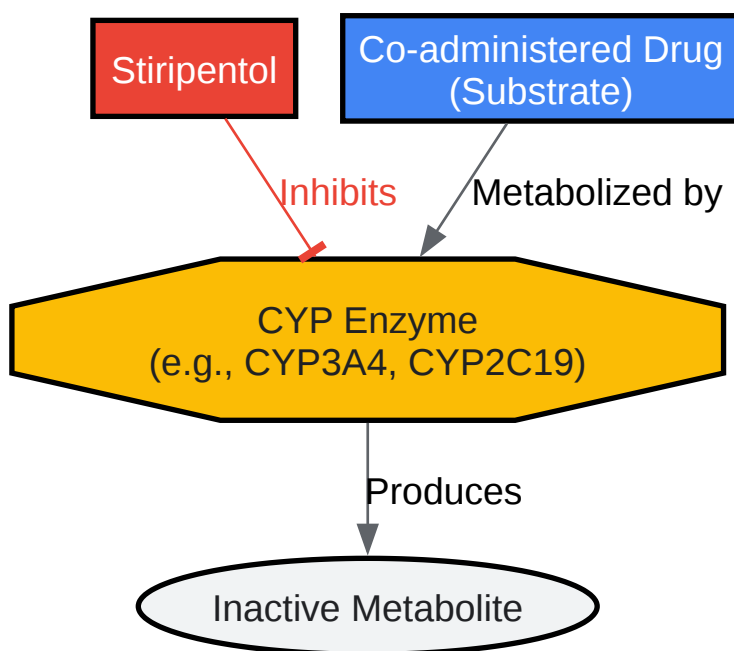 Stiripentol
Co-administered Drug
(Substrate)
Inhibits
Metabolized by
CYP Enzyme
(e.g., CYP3A4, CYP2C19)
Produces
Inactive Metabolite